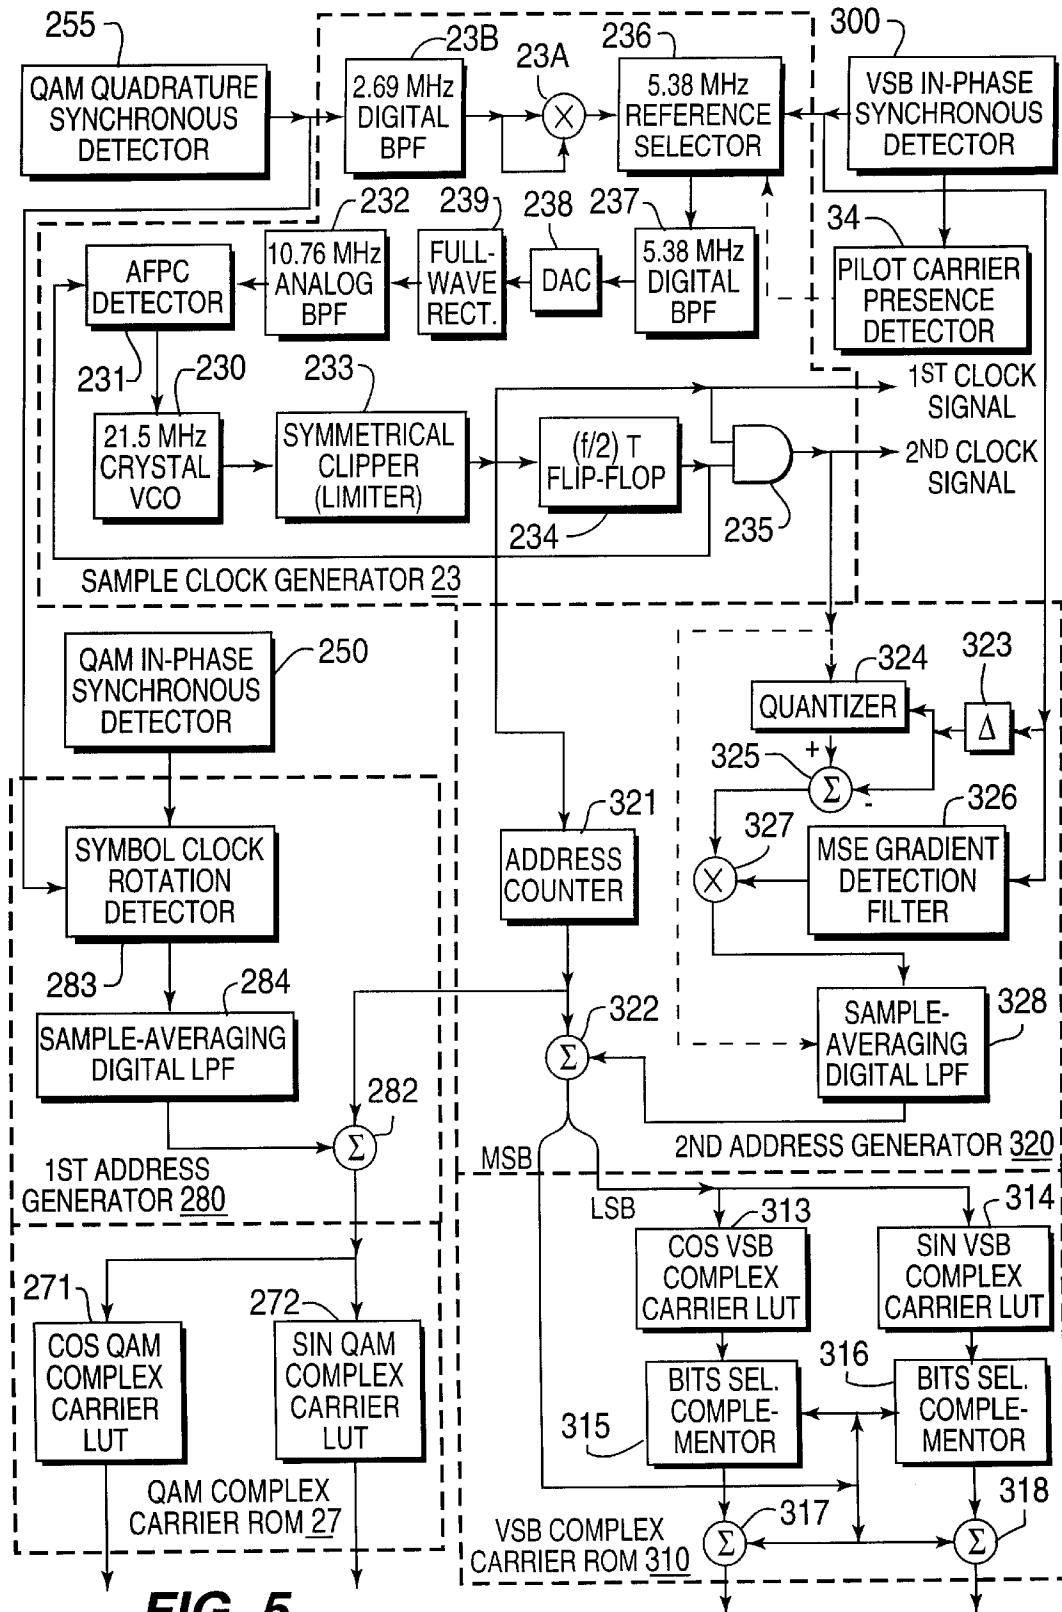 255
23B
23A
236
300
QAM QUADRATURE
SYNCHRONOUS
DETECTOR
2.69 MHz
DIGITAL
BPF
X
5.38 MHz
REFERENCE
SELECTOR
VSB IN-PHASE
SYNCHRONOUS
DETECTOR
232
239
238
237
34
AFPC
DETECTOR
10.76 MHz
ANALOG
BPF
FULL-
WAVE
RECT.
DAC
5.38 MHz
DIGITAL
BPF
PILOT CARRIER
PRESENCE
DETECTOR
231
230
233
1ST CLOCK
SIGNAL
21.5 MHz
CRYSTAL
VCO
SYMMETRICAL
CLIPPER
(LIMITER)
(f/2) T
FLIP-FLOP
2ND CLOCK
SIGNAL
234
235
SAMPLE CLOCK GENERATOR 23
QAM IN-PHASE
SYNCHRONOUS
DETECTOR
250
324
323
QUANTIZER
Δ
+
325
Σ
-
321
327
326
SYMBOL CLOCK
ROTATION
DETECTOR
ADDRESS
COUNTER
X
MSE GRADIENT
DETECTION
FILTER
283
284
SAMPLE-AVERAGING
DIGITAL LPF
322
Σ
SAMPLE-
AVERAGING
DIGITAL LPF
328
282
Σ
1ST ADDRESS
GENERATOR 280
MSB
2ND ADDRESS GENERATOR 320
LSB
313
314
COS VSB
COMPLEX
CARRIER LUT
SIN VSB
COMPLEX
CARRIER LUT
271
272
COS QAM
COMPLEX
CARRIER
LUT
SIN QAM
COMPLEX
CARRIER
LUT
315
BITS SEL.
COMPLE-
MENTOR
316
BITS SEL.
COMPLE-
MENTOR
QAM COMPLEX
CARRIER ROM 27
VSB COMPLEX
CARRIER ROM 310
Σ
317
Σ
318
FIG. 5